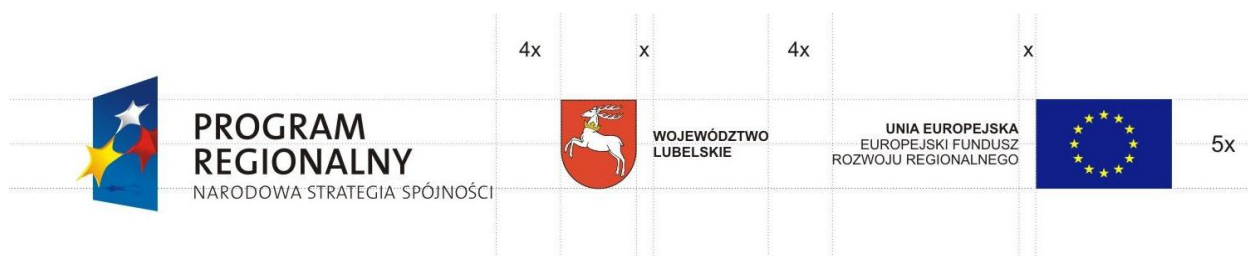 4x
x
4x
x
PROGRAM
REGIONALNY
NARODOWA STRATEGIA SPÓJNOŚCI
WOJEWÓDZTWO
LUBELSKIE
UNIA EUROPEJSKA
EUROPEJSKI FUNDUSZ
ROZWOJU REGIONALNEGO
5x